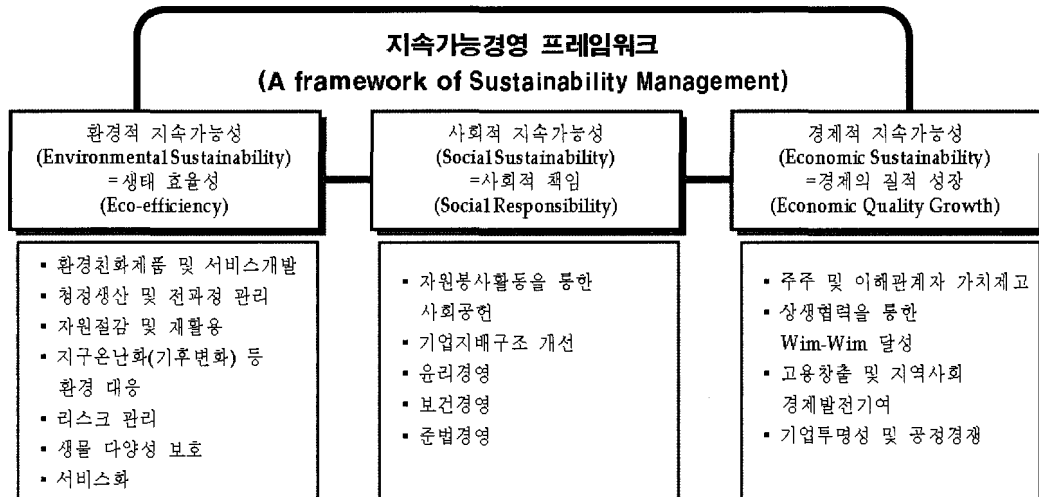 지속가능경영 프레임워크
(A framework of Sustainability Management)
환경적 지속가능성
(Environmental Sustainability)
=생태 효율성
(Eco-efficiency)
사회적 지속가능성
(Social Sustainability)
=사회적 책임
(Social Responsibility)
경제적 지속가능성
(Economic Sustainability)
=경제의 질적 성장
(Economic Quality Growth)
▪ 환경친화제품 및 서비스개발
▪ 청정생산 및 전과정 관리
▪ 자원절감 및 재활용
▪ 지구온난화(기후변화) 등
환경 대응
▪ 리스크 관리
▪ 생물 다양성 보호
▪ 서비스화
▪ 자원봉사활동을 통한
사회공헌
▪ 기업지배구조 개선
▪ 윤리경영
▪ 보건경영
▪ 준법경영
▪ 주주 및 이해관계자 가치제고
▪ 상생협력을 통한
Wim-Wim 달성
▪ 고용창출 및 지역사회
경제발전기여
▪ 기업투명성 및 공정경쟁